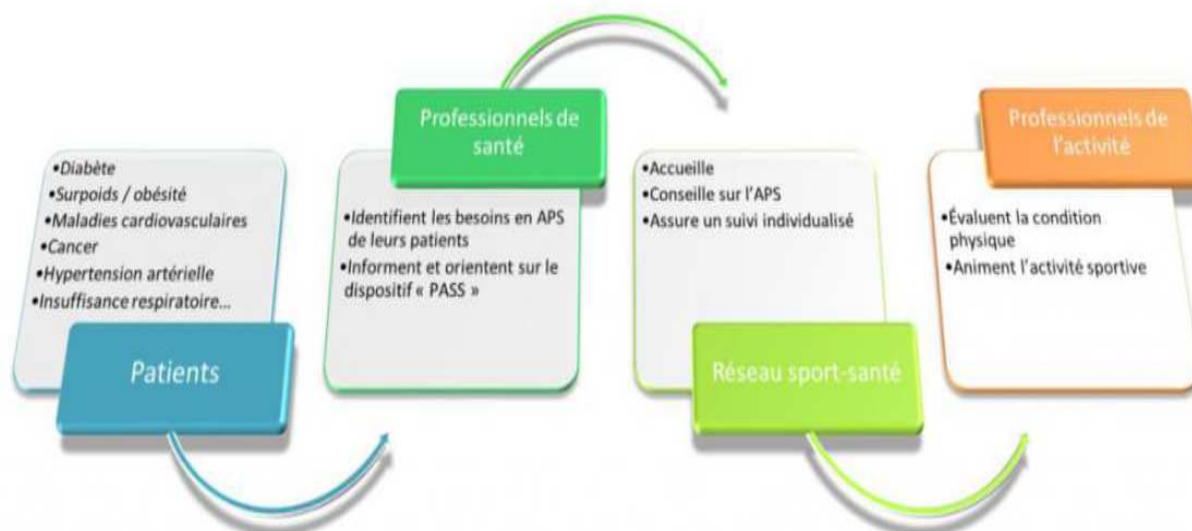 Patients
•Diabète
•Surpoids / obésité
•Maladies cardiovasculaires
•Cancer
•Hypertension artérielle
•Insuffisance respiratoire...
Professionnels de
santé
•Identifient les besoins en APS
de leurs patients
•Informent et orientent sur le
dispositif « PASS »
Réseau sport-santé
•Accueille
•Conseille sur l'APS
•Assure un suivi individualisé
Professionnels de
l'activité
•Évaluent la condition
physique
•Animent l'activité sportive